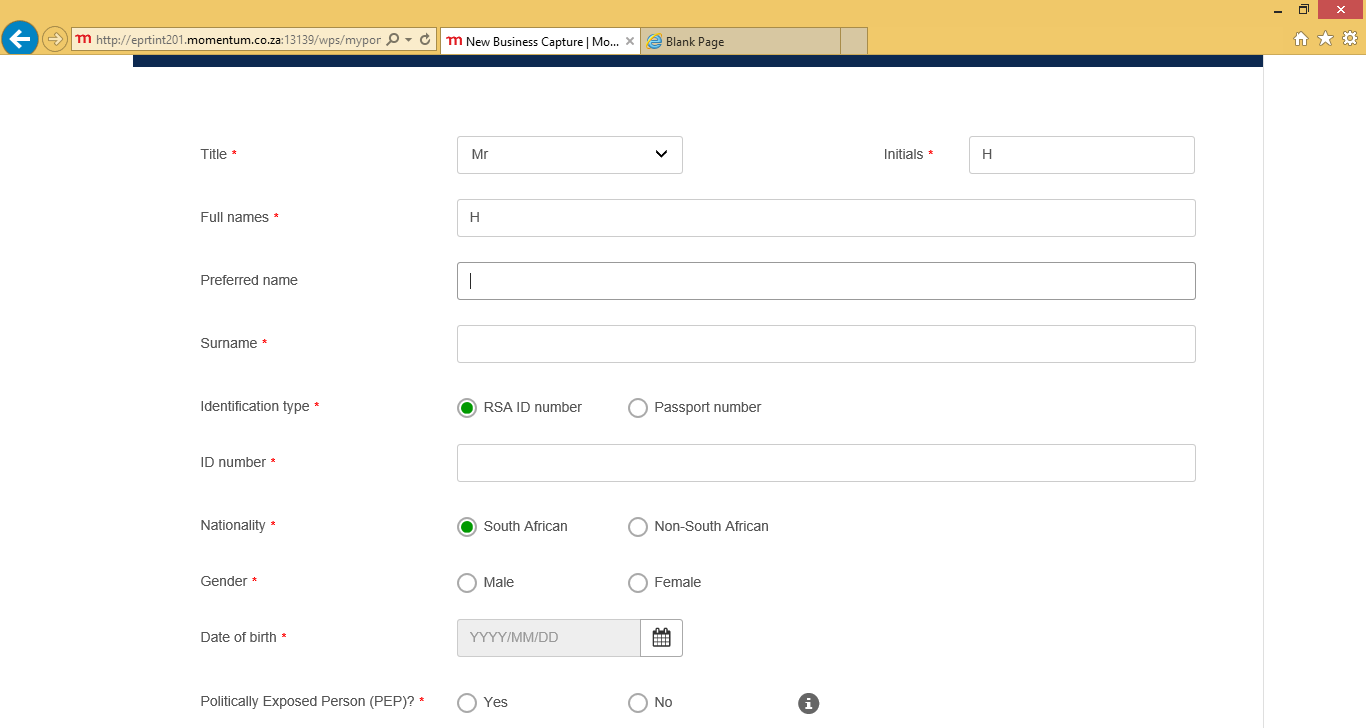 http://eprtint201.momentum.co.za:13139/wps/mypor
m New Business Capture | Mo...
Blank Page
Title * Mr Initials * H
Full names * H
Preferred name
Surname *
Identification type * RSA ID number Passport number
ID number *
Nationality * South African Non-South African
Gender * Male Female
Date of birth * YYYY/MM/DD
Politically Exposed Person (PEP)? * Yes No